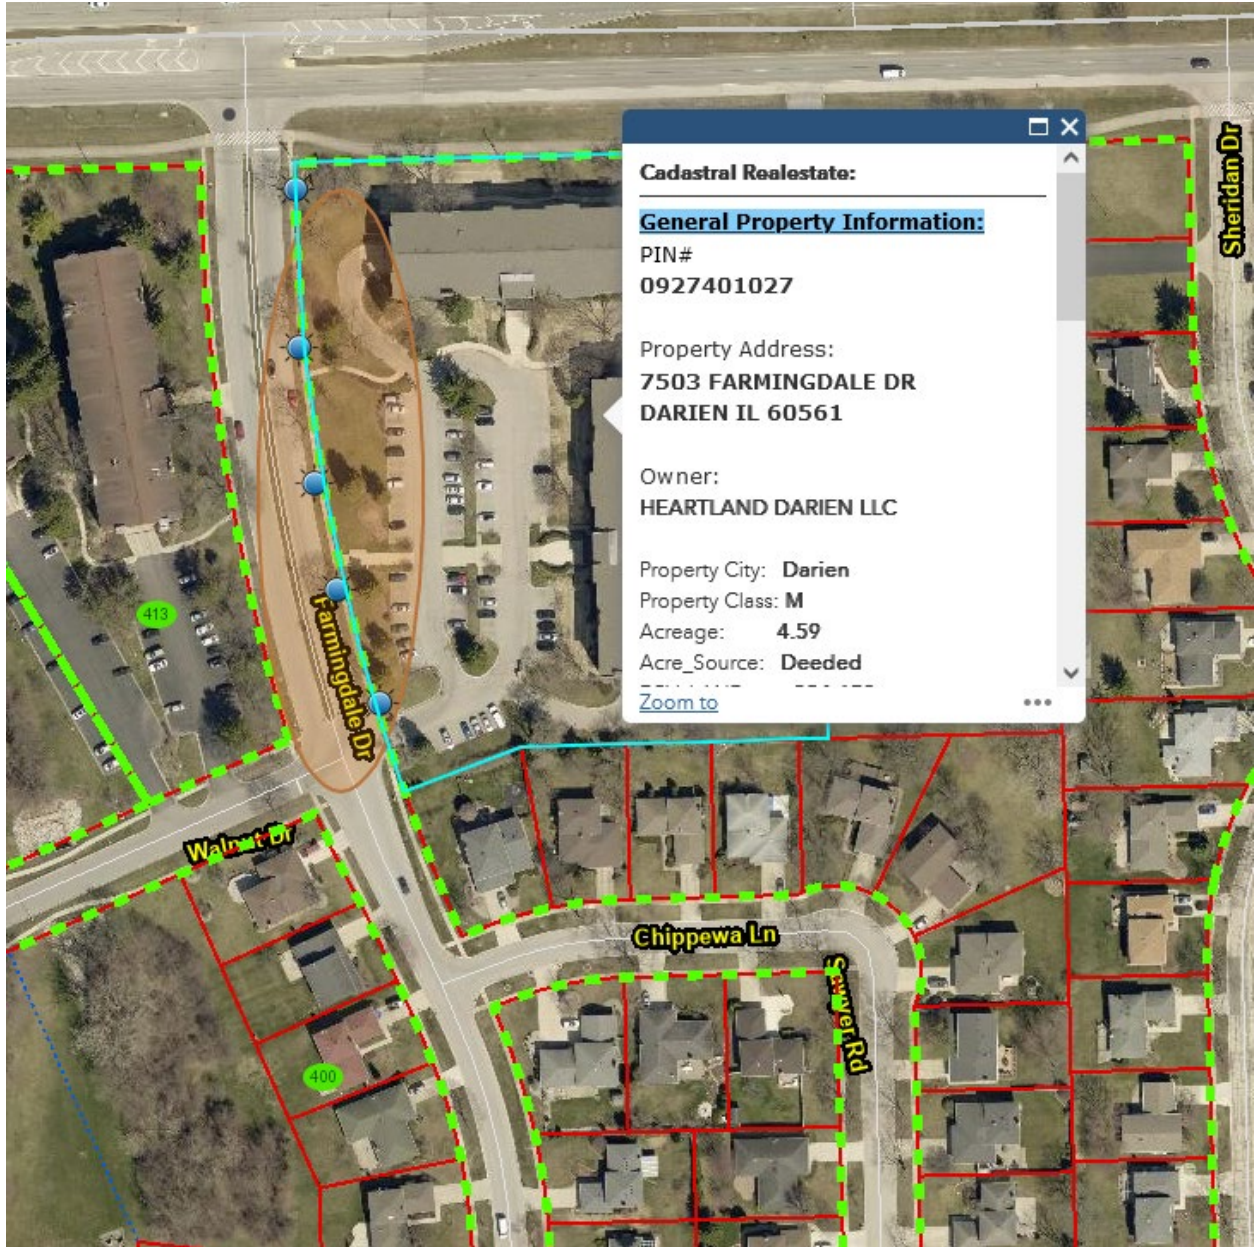 Cadastral Realestate:
General Property Information:
PIN#
0927401027
Property Address:
7503 FARMINGDALE DR
DARIEN IL 60561
Owner:
HEARTLAND DARIEN LLC
Property City: Darien
Property Class: M
Acreage: 4.59
Acre_Source: Deeded
Zoom to
Sheridan Dr
413
Farmingdale Dr
Walnut Dr
Chippewa Ln
Sawyer Rd
400